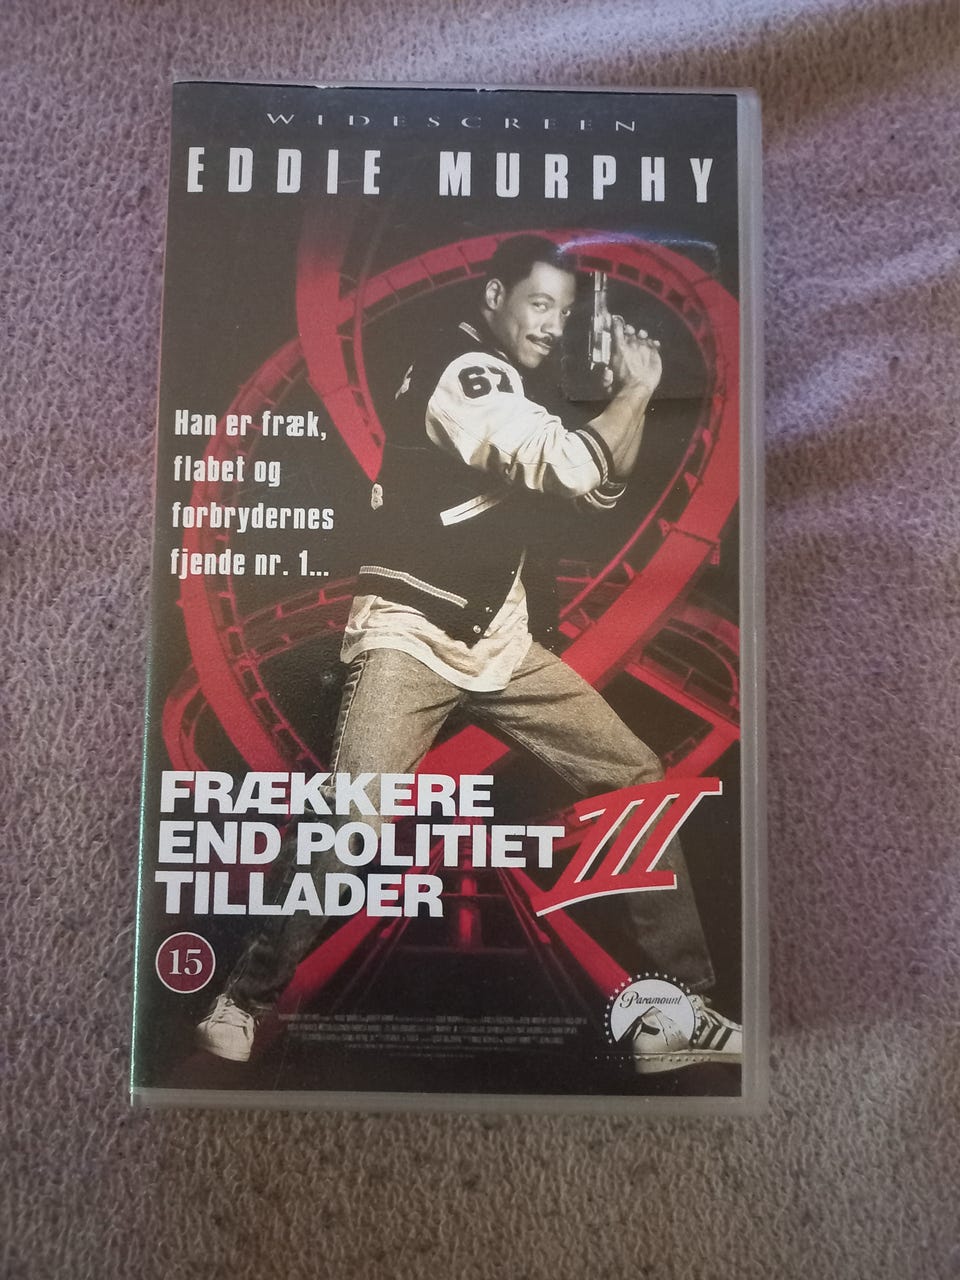 WIDESCREEN
EDDIE MURPHY
67
Han er fræk,
flabet og
forbrydernes
fjende nr. 1...
FRÆKKERE
END POLITIET III
TILLADER
15
Paramount